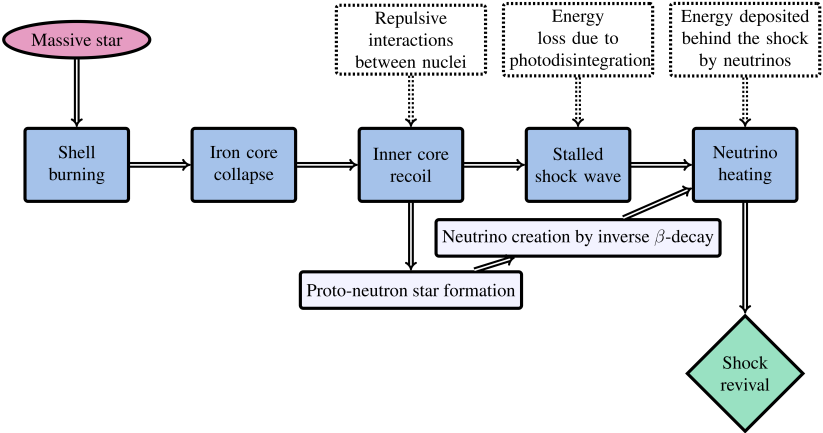 Massive star
Repulsive
interactions
between nuclei
Energy
loss due to
photodisintegration
Energy deposited
behind the shock
by neutrinos
Shell
burning
Iron core
collapse
Inner core
recoil
Stalled
shock wave
Neutrino
heating
Neutrino creation by inverse β-decay
Proto-neutron star formation
Shock
revival